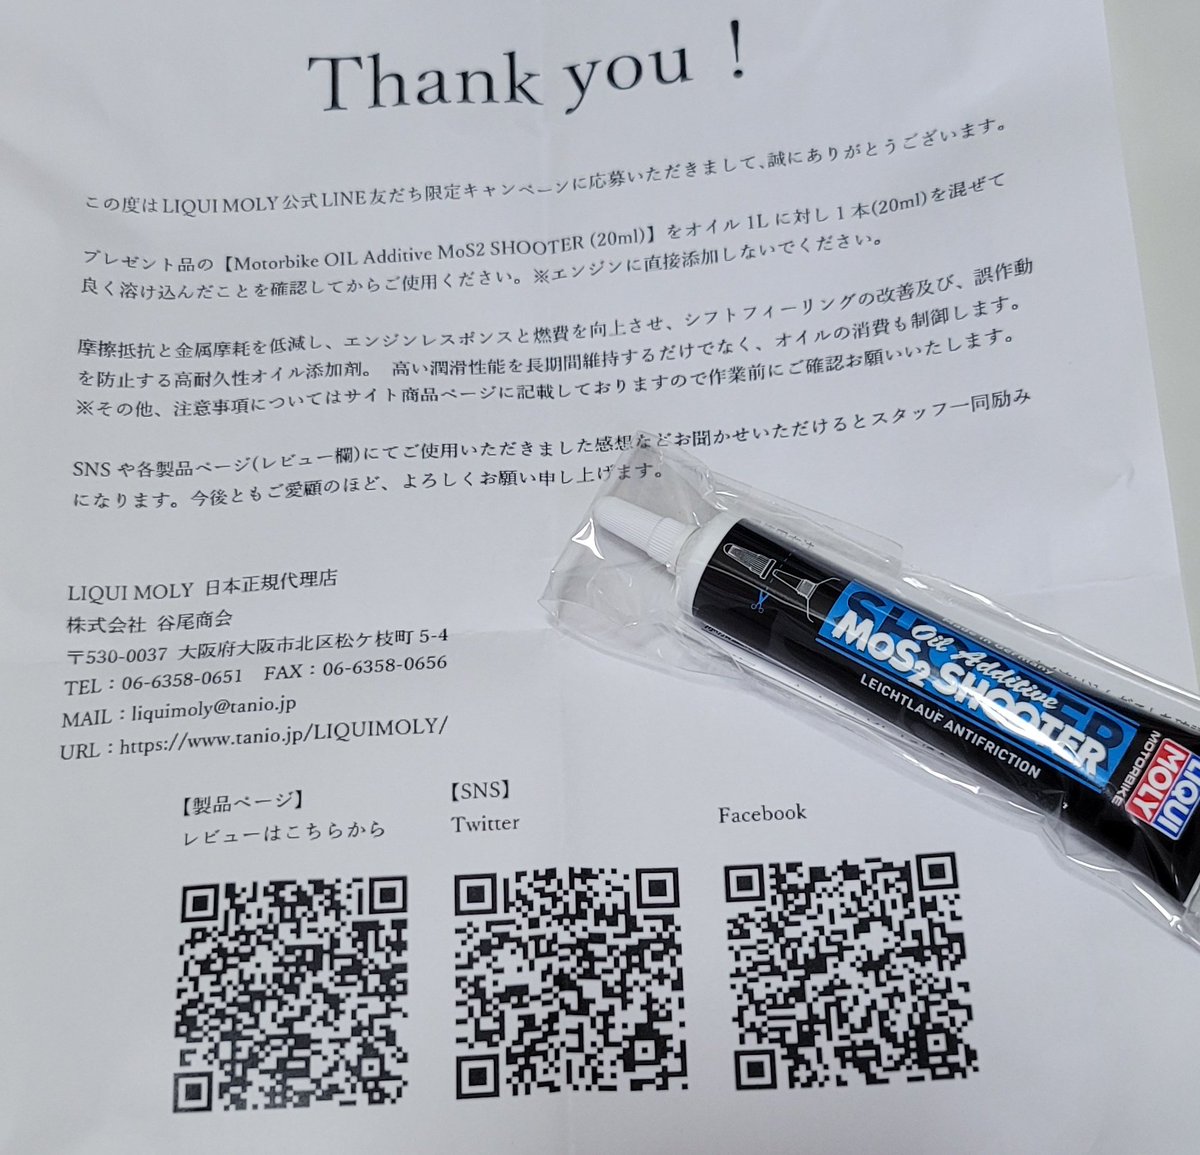 Thank you !
この度はLIQUI MOLY公式LINE友だち限定キャンペーンに応募いただきまして、誠にありがとうございます。
プレゼント品の【Motorbike OIL Additive MoS2 SHOOTER (20ml)】をオイル1Lに対し1本(20ml)を混ぜて
良く溶け込んだことを確認してからご使用ください。※エンジンに直接添加しないでください。
摩擦抵抗と金属摩耗を低減し、エンジンレスポンスと燃費を向上させ、シフトフィーリングの改善及び、誤作動
を防止する高耐久性オイル添加剤。 高い潤滑性能を長期間維持するだけでなく、オイルの消費も制御します。
※その他、注意事項についてはサイト商品ページに記載しておりますので作業前にご確認お願いいたします。
SNSや各製品ページ(レビュー欄)にてご使用いただきました感想などお聞かせいただけるとスタッフ一同励み
になります。今後ともご愛顧のほど、よろしくお願い申し上げます。
LIQUI MOLY 日本正規代理店
株式会社 谷尾商会
〒530-0037 大阪府大阪市北区松ケ枝町5-4
TEL：06-6358-0651 FAX：06-6358-0656
MAIL：liquimoly@tanio.jp
URL：https://www.tanio.jp/LIQUIMOLY/
【製品ページ】
レビューはこちらから
【SNS】
Twitter
Facebook
SHOOTER
Oil Additive
MoS2 SHOOTER
LEICHTLAUF ANTIFRICTION
MOTORBIKE
LIQUI
MOLY